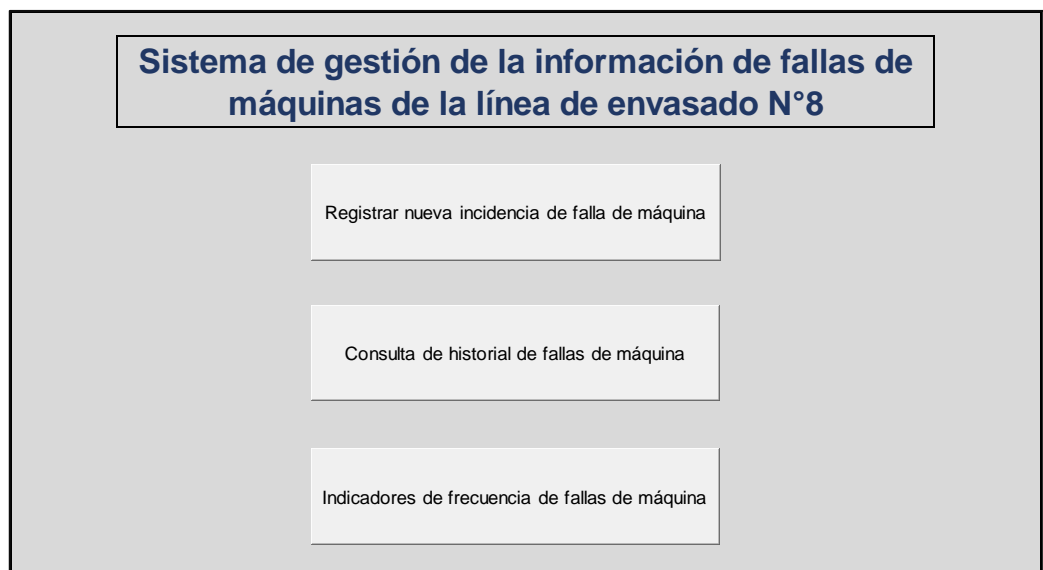 Sistema de gestión de la información de fallas de
máquinas de la línea de envasado N°8
Registrar nueva incidencia de falla de máquina
Consulta de historial de fallas de máquina
Indicadores de frecuencia de fallas de máquina